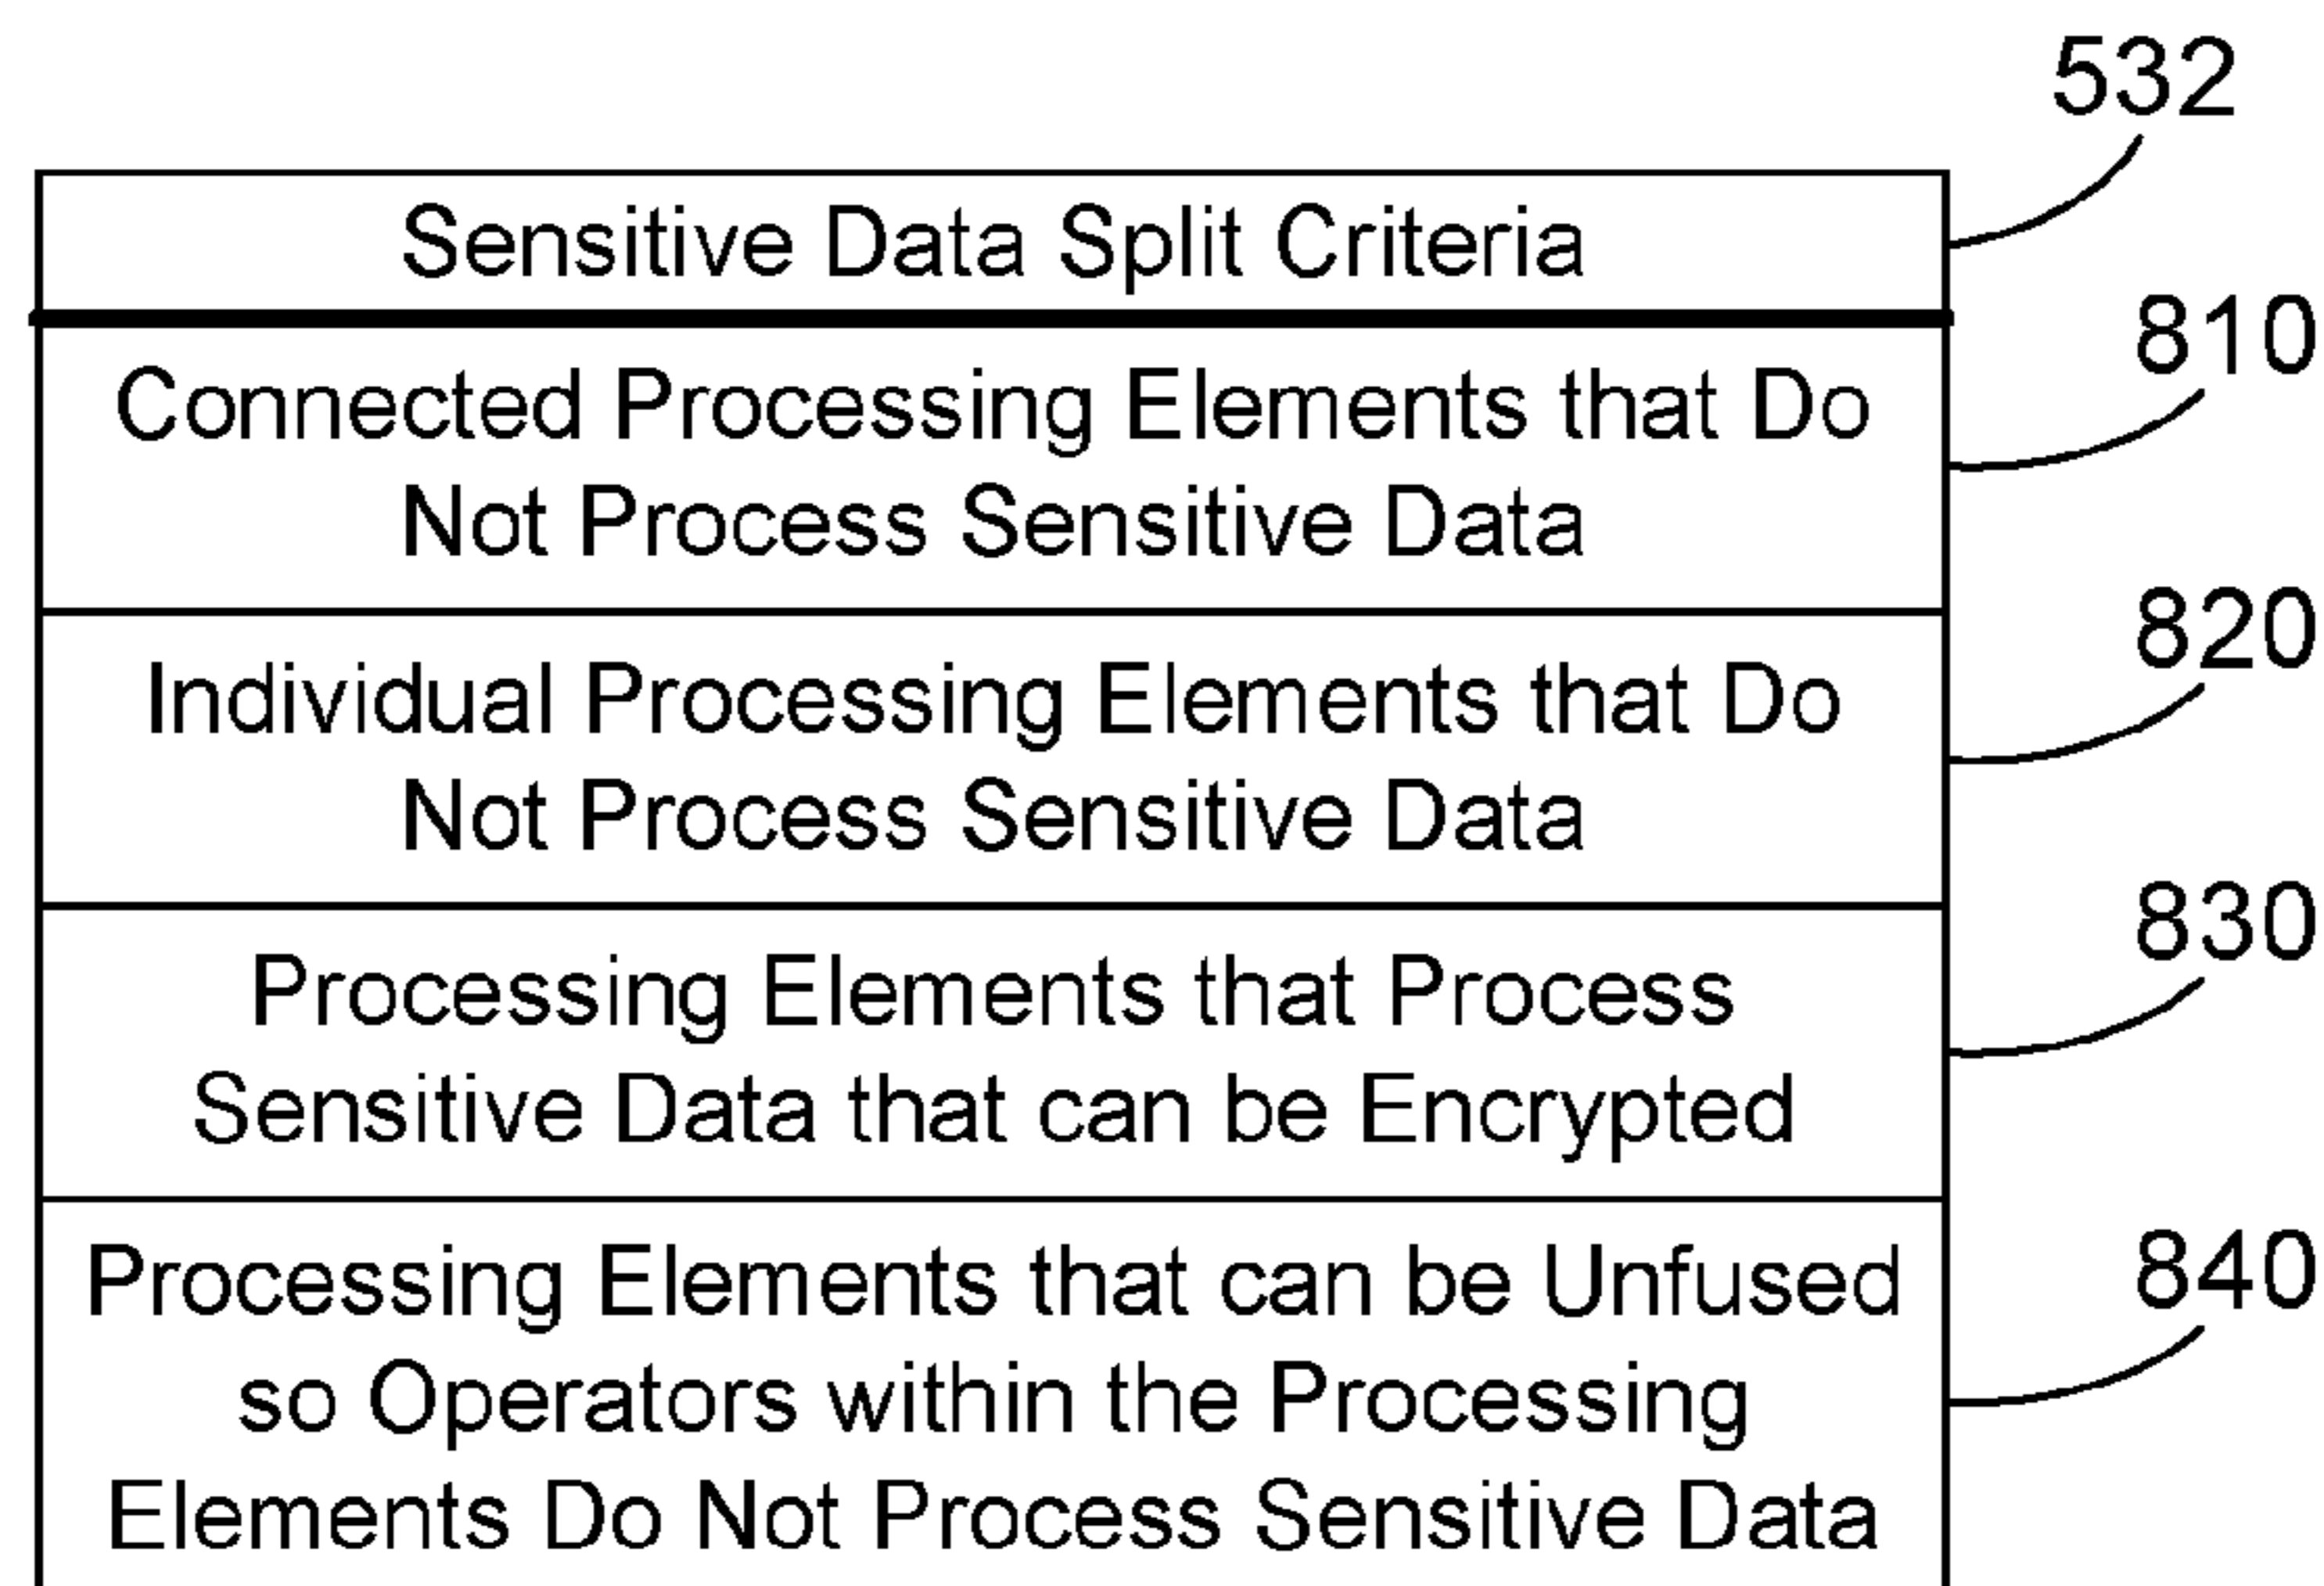 532
Sensitive Data Split Criteria
810
Connected Processing Elements that Do
Not Process Sensitive Data
820
Individual Processing Elements that Do
Not Process Sensitive Data
830
Processing Elements that Process
Sensitive Data that can be Encrypted
840
Processing Elements that can be Unfused
so Operators within the Processing
Elements Do Not Process Sensitive Data